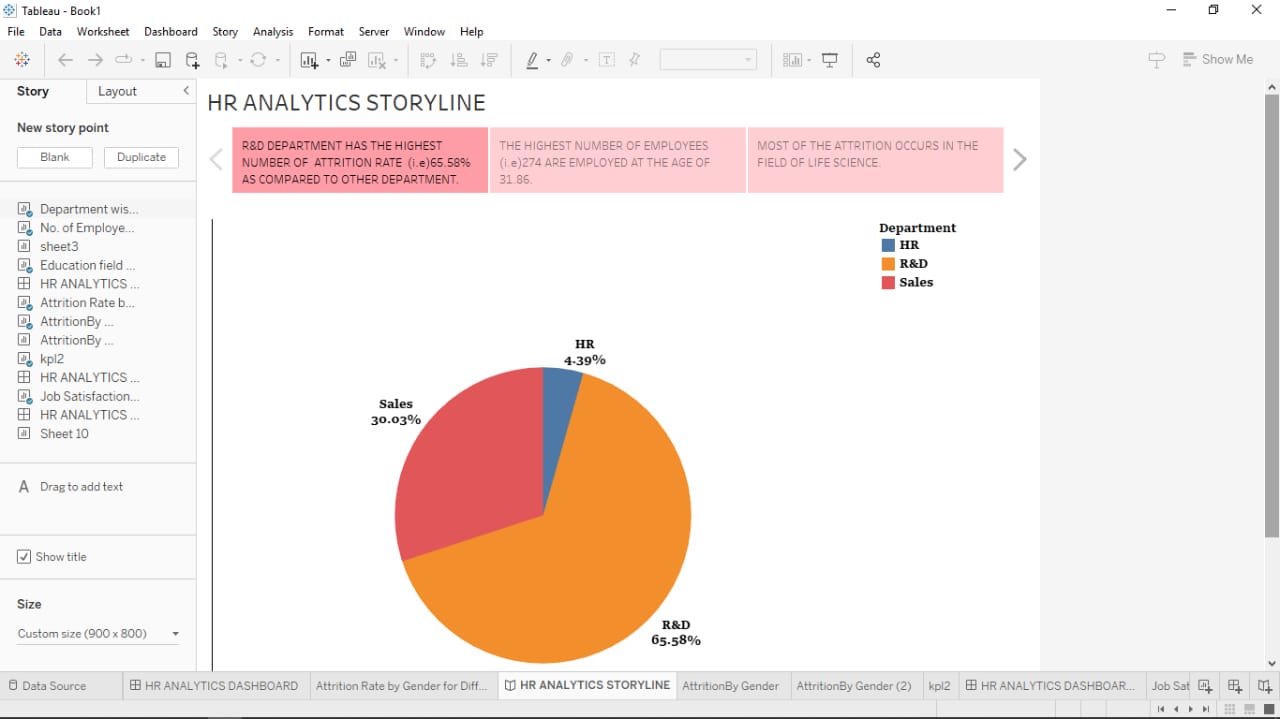 Tableau - Book1
File Data Worksheet Dashboard Story Analysis Format Server Window Help
Show Me
Story Layout
New story point
Blank Duplicate
Department wis...
No. of Employe...
sheet3
Education field ...
HR ANALYTICS ...
Attrition Rate b...
AttritionBy ...
AttritionBy ...
kpl2
HR ANALYTICS ...
Job Satisfaction...
HR ANALYTICS ...
Sheet 10
A Drag to add text
Show title
Size
Custom size (900 x 800)
HR ANALYTICS STORYLINE
R&D DEPARTMENT HAS THE HIGHEST
NUMBER OF ATTRITION RATE (i.e)65.58%
AS COMPARED TO OTHER DEPARTMENT.
THE HIGHEST NUMBER OF EMPLOYEES
(i.e)274 ARE EMPLOYED AT THE AGE OF
31.86.
MOST OF THE ATTRITION OCCURS IN THE
FIELD OF LIFE SCIENCE.
Department
HR
R&D
Sales
HR
4.39%
Sales
30.03%
R&D
65.58%
Data Source HR ANALYTICS DASHBOARD Attrition Rate by Gender for Diff... HR ANALYTICS STORYLINE AttritionBy Gender AttritionBy Gender (2) kpl2 HR ANALYTICS DASHBOAR... Job Sat